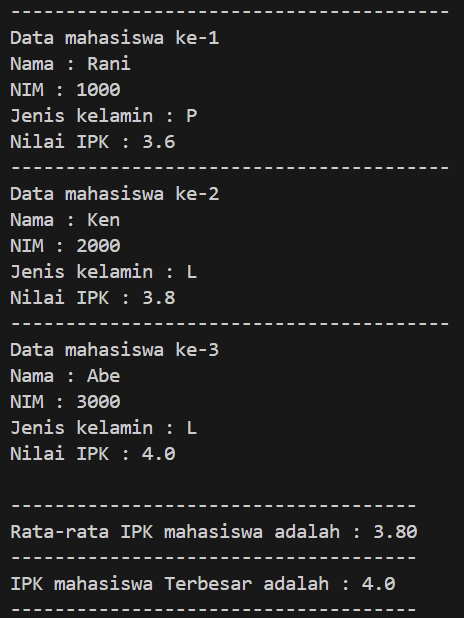 ----------------------------------------
Data mahasiswa ke-1
Nama : Rani
NIM : 1000
Jenis kelamin : P
Nilai IPK : 3.6
----------------------------------------
Data mahasiswa ke-2
Nama : Ken
NIM : 2000
Jenis kelamin : L
Nilai IPK : 3.8
----------------------------------------
Data mahasiswa ke-3
Nama : Abe
NIM : 3000
Jenis kelamin : L
Nilai IPK : 4.0
-------------------------------------
Rata-rata IPK mahasiswa adalah : 3.80
-------------------------------------
IPK mahasiswa Terbesar adalah : 4.0
-------------------------------------